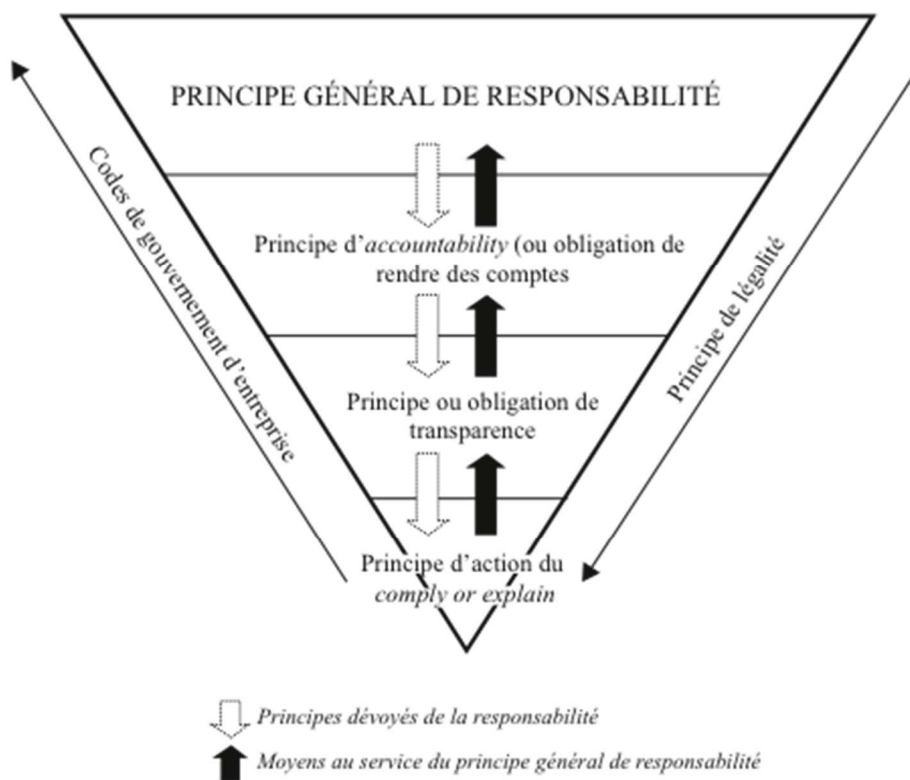 PRINCIPE GÉNÉRAL DE RESPONSABILITÉ
Codes de gouvernement d'entreprise
Principe de légalité
Principe d'accountability (ou obligation de
rendre des comptes
Principe ou obligation de
transparence
Principe d'action du
comply or explain
Principes dévoyés de la responsabilité
Moyens au service du principe général de responsabilité